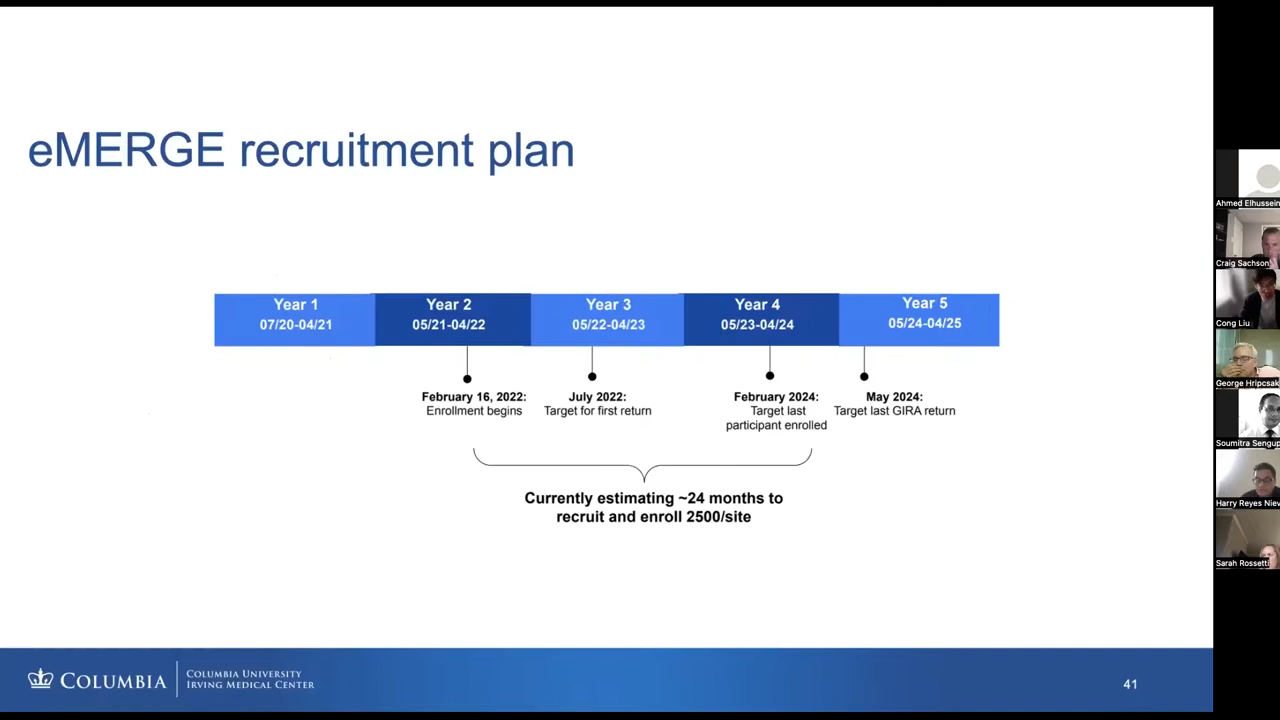 eMERGE recruitment plan
Year 1
07/20-04/21
Year 2
05/21-04/22
Year 3
05/22-04/23
Year 4
05/23-04/24
Year 5
05/24-04/25
February 16, 2022:
Enrollment begins
July 2022:
Target for first return
February 2024:
Target last
participant enrolled
May 2024:
Target last GIRA return
Currently estimating ~24 months to
recruit and enroll 2500/site
COLUMBIA
COLUMBIA UNIVERSITY
IRVING MEDICAL CENTER
41
Ahmed Elhussein
Craig Sachson
Cong Liu
George Hripcsak
Soumitra Sengup
Harry Reyes Niev
Sarah Rossetti